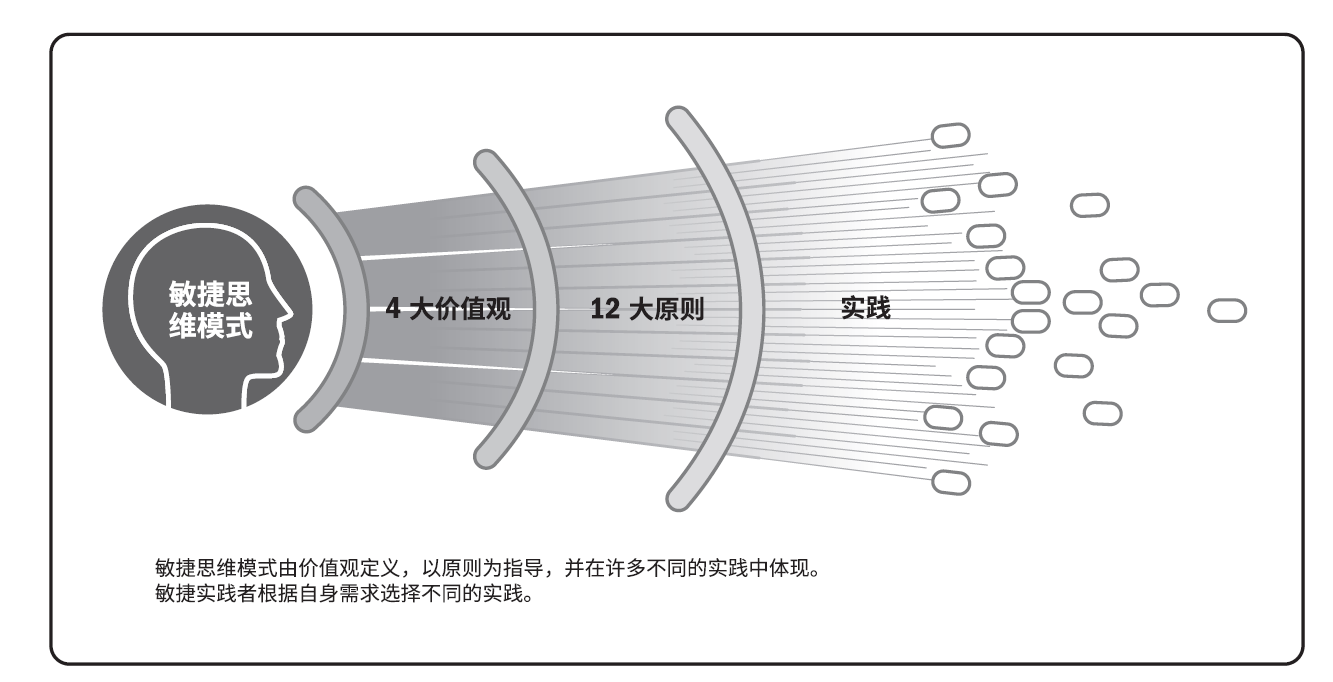 敏捷思
维模式
4 大价值观
12 大原则
实践
敏捷思维模式由价值观定义，以原则为指导，并在许多不同的实践中体现。
敏捷实践者根据自身需求选择不同的实践。